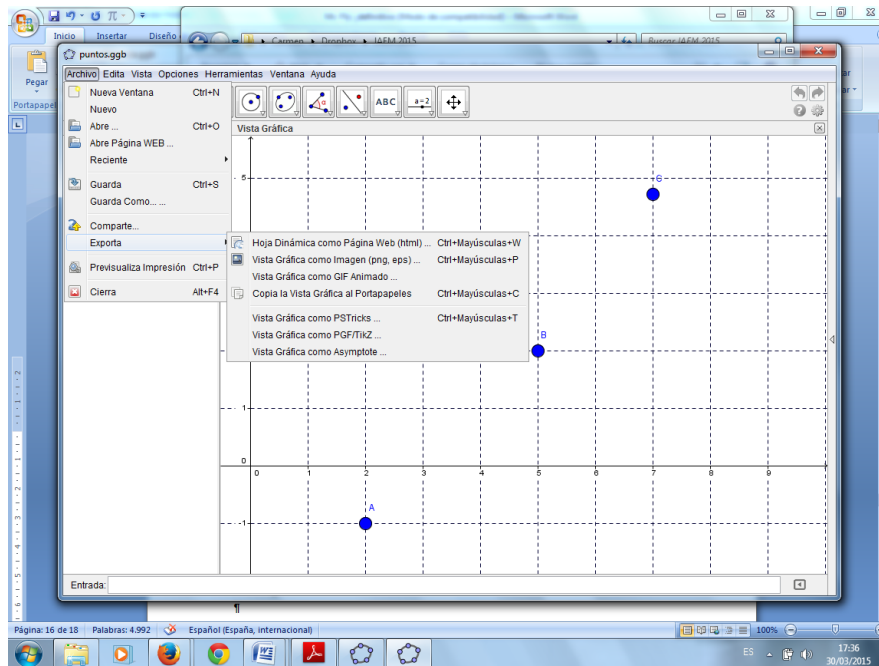 Inicio Insertar Diseño
Carmen Dropbox IAEM 2015
Buscar IAEM 2015
Pegar
Portapapel
puntos.ggb
Archivo Edita Vista Opciones Herramientas Ventana Ayuda
Nueva Ventana Ctrl+N
Nuevo
Abre ... Ctrl+O
Abre Página WEB ...
Reciente
Guarda Ctrl+S
Guarda Como... ...
Comparte...
Exporta
Previsualiza Impresión Ctrl+P
Cierra Alt+F4
ABC
a=2
Vista Gráfica
Hoja Dinámica como Página Web (html) ... Ctrl+Mayúsculas+W
Vista Gráfica como Imagen (png, eps) ... Ctrl+Mayúsculas+P
Vista Gráfica como GIF Animado ...
Copia la Vista Gráfica al Portapapeles Ctrl+Mayúsculas+C
Vista Gráfica como PSTricks ... Ctrl+Mayúsculas+T
Vista Gráfica como PGF/TikZ ...
Vista Gráfica como Asymptote ...
5
C
B
1
0
0 1 2 3 4 5 6 7 8 9
A
-1
Entrada:
¶
Página: 16 de 18 Palabras: 4.992 Español (España, internacional) 100%
ES 17:36
30/03/2015